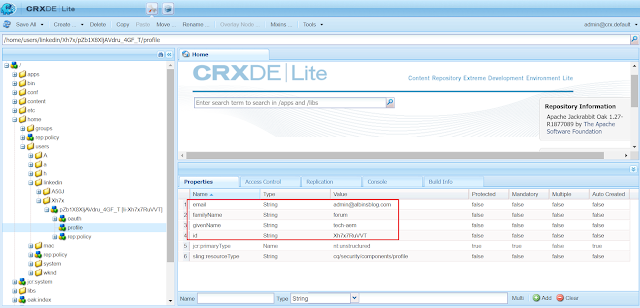 CRXDE | Lite
Save All Create ... Delete Copy Paste Move... Rename... Overlay Node... Mixins... Tools admin@crx.default
/home/users/linkedin/Xh7x/pZb1X8XljAVdru_4GF_T/profile
/
apps
bin
conf
content
etc
home
groups
rep:policy
users
A
a
h
linkedin
Xh7x
pZb1X8XljAVdru_4GF_T [li-Xh7x7RuVVT]
oauth
profile
rep:policy
mac
rep:policy
system
wknd
jcr:system
libs
oak:index
Home
CRXDE | Lite
Content Repository Extreme Development Environment Lite
Enter search term to search in /apps and /libs
Repository Information
Apache Jackrabbit Oak 1.27-
R1877089 by The Apache
Software Foundation
Properties Access Control Replication Console Build Info
Name Type Value Protected Mandatory Multiple Auto Created
1 email String admin@albinsblog.com false false false false
2 familyName String forum false false false false
3 givenName String tech-aem false false false false
4 id String Xh7x7RuVVT false false false false
5 jcr:primaryType Name nt:unstructured true true false true
6 sling:resourceType String cq/security/components/profile false false false false
Name Type String Value Multi Add Clear